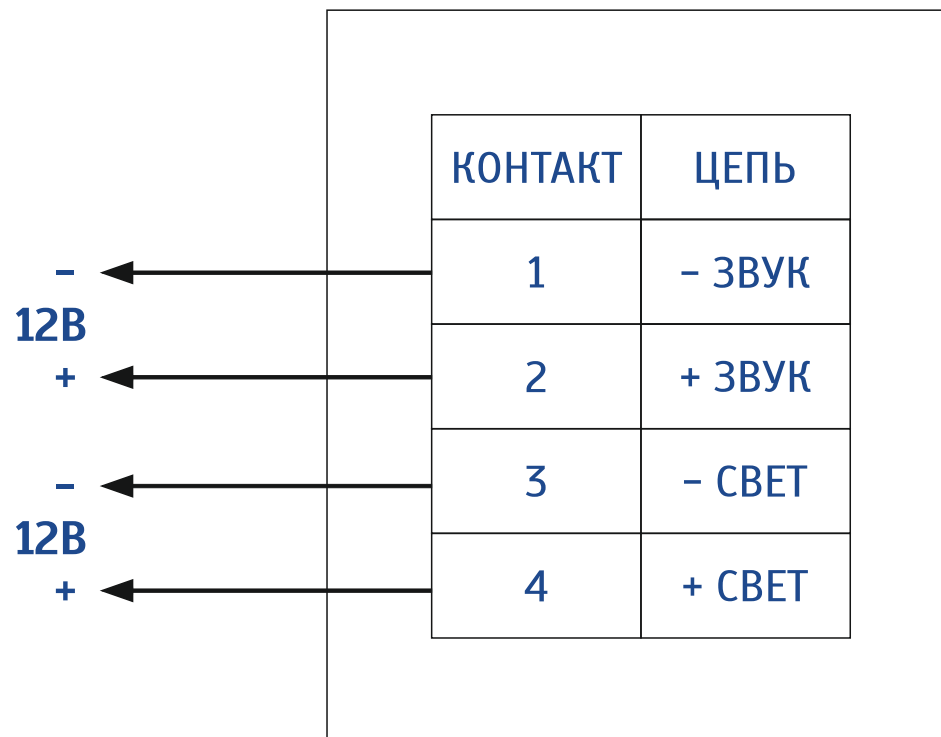 КОНТАКТ ЦЕПЬ
– 1 – ЗВУК
12В
+ 2 + ЗВУК
– 3 – СВЕТ
12В
+ 4 + СВЕТ